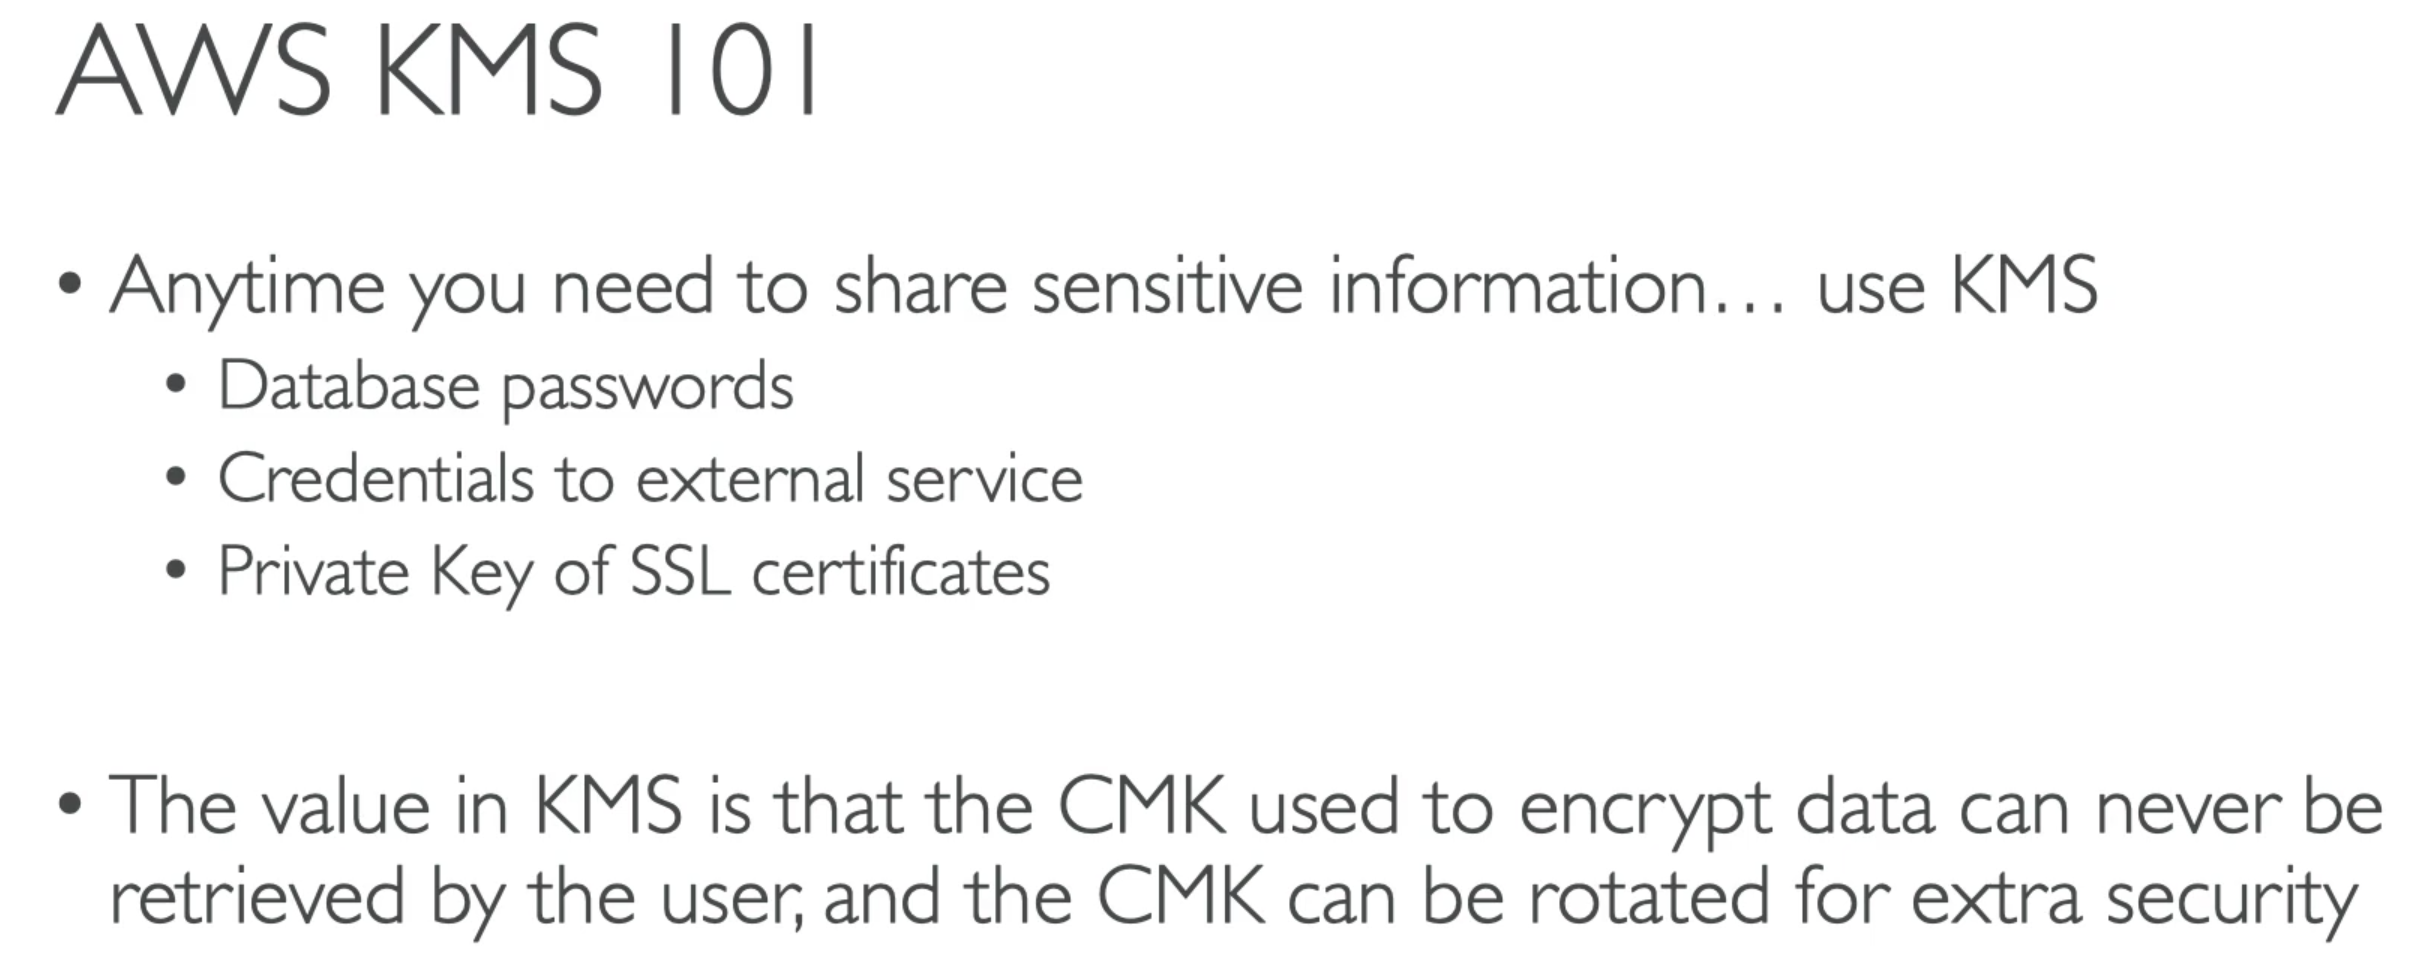 AWS KMS 101
• Anytime you need to share sensitive information… use KMS
• Database passwords
• Credentials to external service
• Private Key of SSL certificates
• The value in KMS is that the CMK used to encrypt data can never be
retrieved by the user, and the CMK can be rotated for extra security